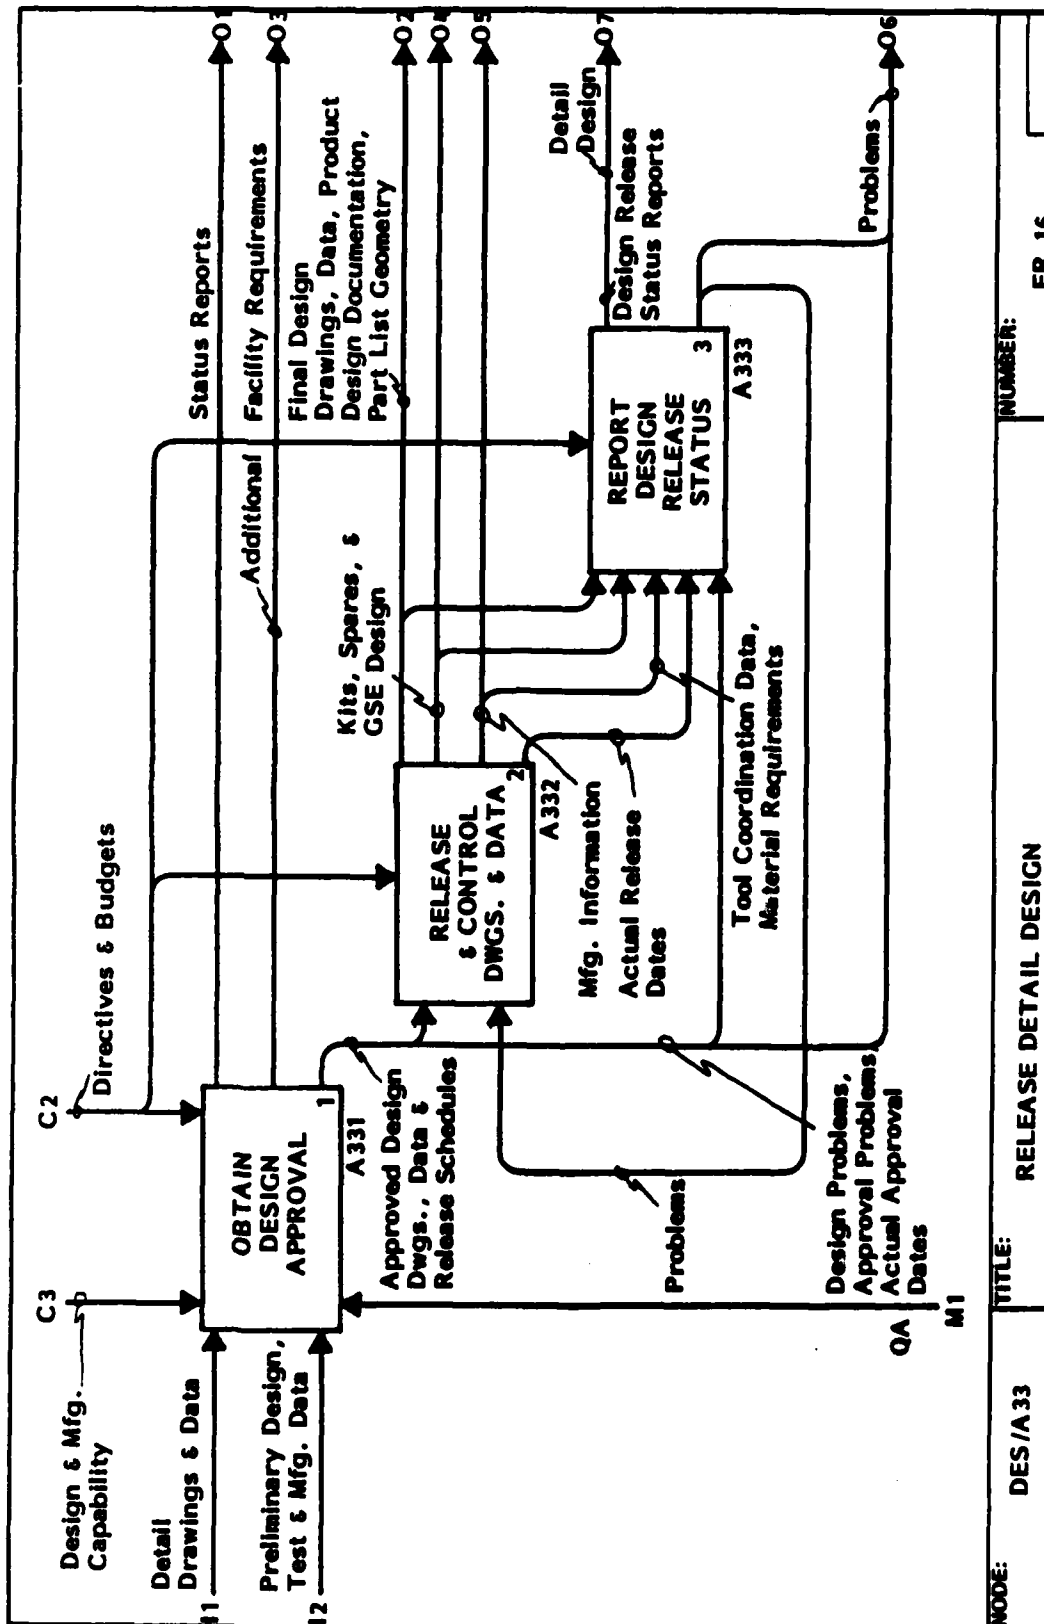 C3
C2
Design & Mfg.
Capability
Directives & Budgets
Detail
Drawings & Data
I1
Preliminary Design,
Test & Mfg. Data
I2
OBTAIN
DESIGN
APPROVAL
1
A331
Status Reports
O1
Additional
Facility Requirements
O3
Final Design
Drawings, Data, Product
Design Documentation,
Part List Geometry
O2
O4
O5
Kits, Spares, &
GSE Design
Approved Design
Dwgs., Data &
Release Schedules
RELEASE
& CONTROL
DWGS. & DATA
2
A332
Mfg. Information
Actual Release
Dates
Tool Coordination Data,
Material Requirements
REPORT
DESIGN
RELEASE
STATUS
3
A333
Detail
Design
O7
Design Release
Status Reports
Problems
Problems
O6
Design Problems,
Approval Problems
Actual Approval
Dates
QA
M1
NODE:
DES/A33
TITLE:
RELEASE DETAIL DESIGN
NUMBER: